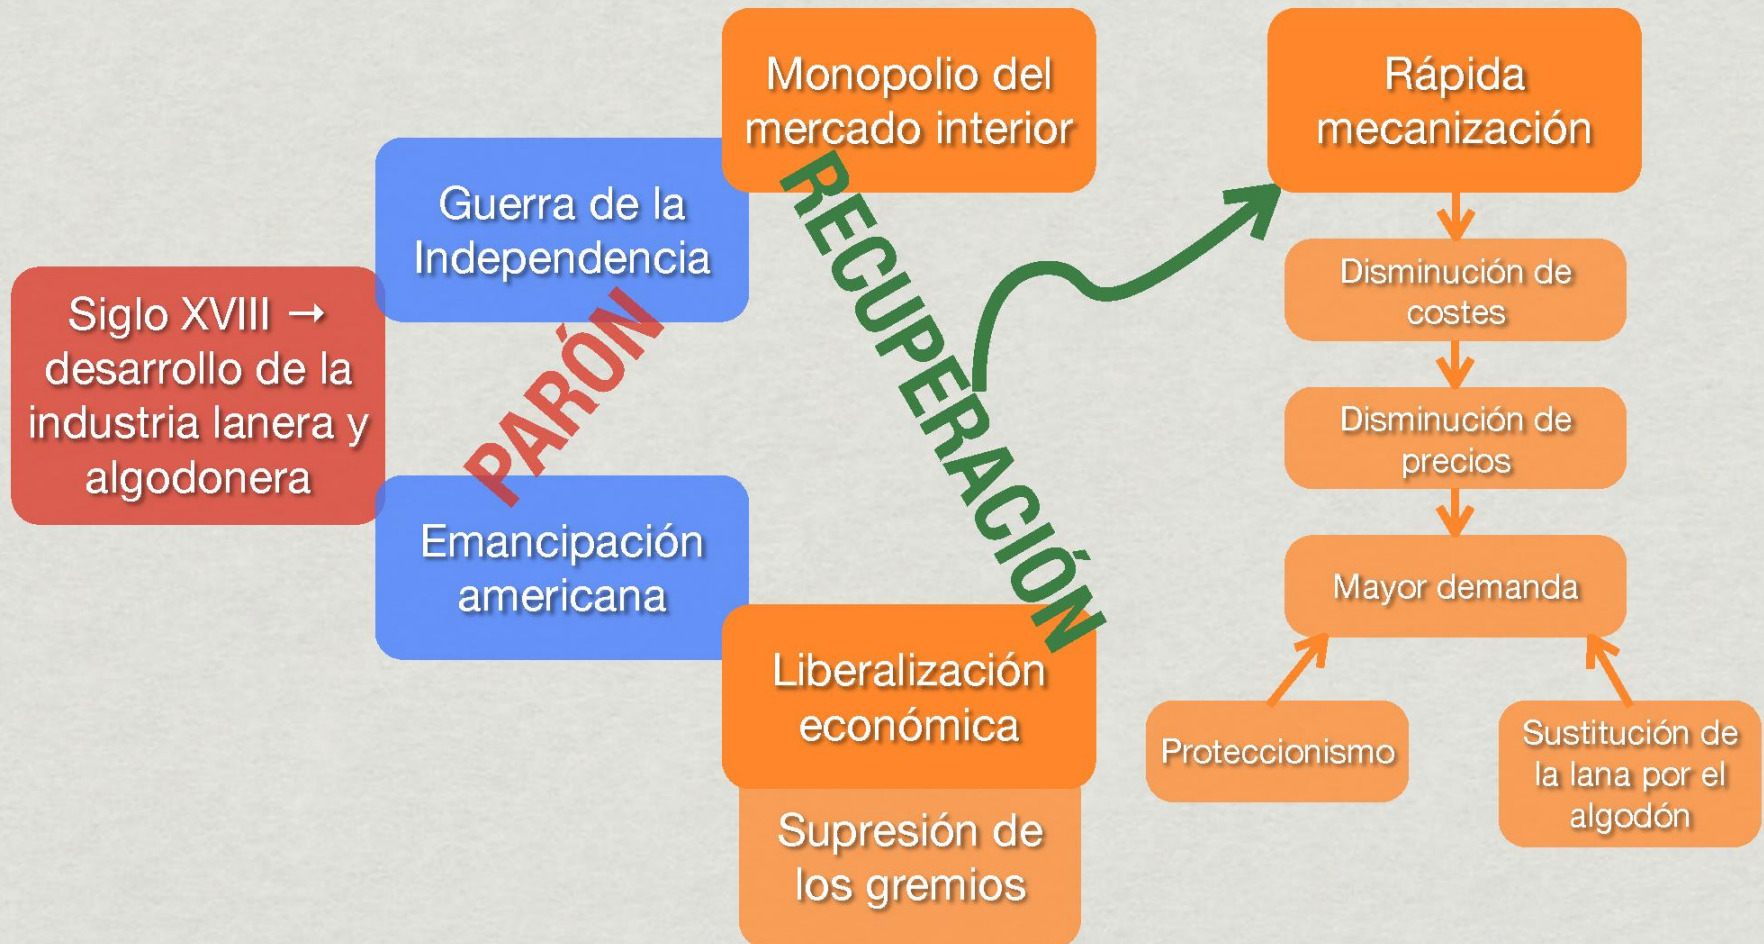 Siglo XVIII →
desarrollo de la
industria lanera y
algodonera
Guerra de la
Independencia
PARÓN
Emancipación
americana
Monopolio del
mercado interior
RECUPERACIÓN
Liberalización
económica
Supresión de
los gremios
Rápida
mecanización
Disminución de
costes
Disminución de
precios
Mayor demanda
Proteccionismo
Sustitución de
la lana por el
algodón